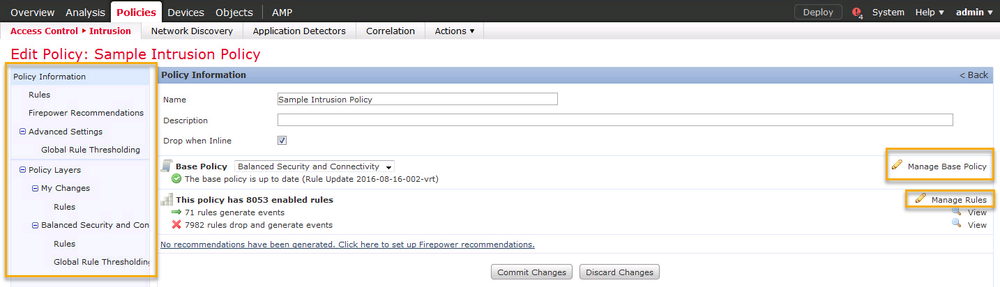 Overview Analysis Policies Devices Objects AMP Deploy 4 System Help admin
Access Control Intrusion Network Discovery Application Detectors Correlation Actions
Edit Policy: Sample Intrusion Policy
Policy Information
Rules
Firepower Recommendations
Advanced Settings
Global Rule Thresholding
Policy Layers
My Changes
Rules
Balanced Security and Con
Rules
Global Rule Thresholding
Policy Information < Back
Name Sample Intrusion Policy
Description
Drop when Inline
Base Policy Balanced Security and Connectivity Manage Base Policy
The base policy is up to date (Rule Update 2016-08-16-002-vrt)
This policy has 8053 enabled rules Manage Rules
71 rules generate events View
7982 rules drop and generate events View
No recommendations have been generated. Click here to set up Firepower recommendations.
Commit Changes Discard Changes